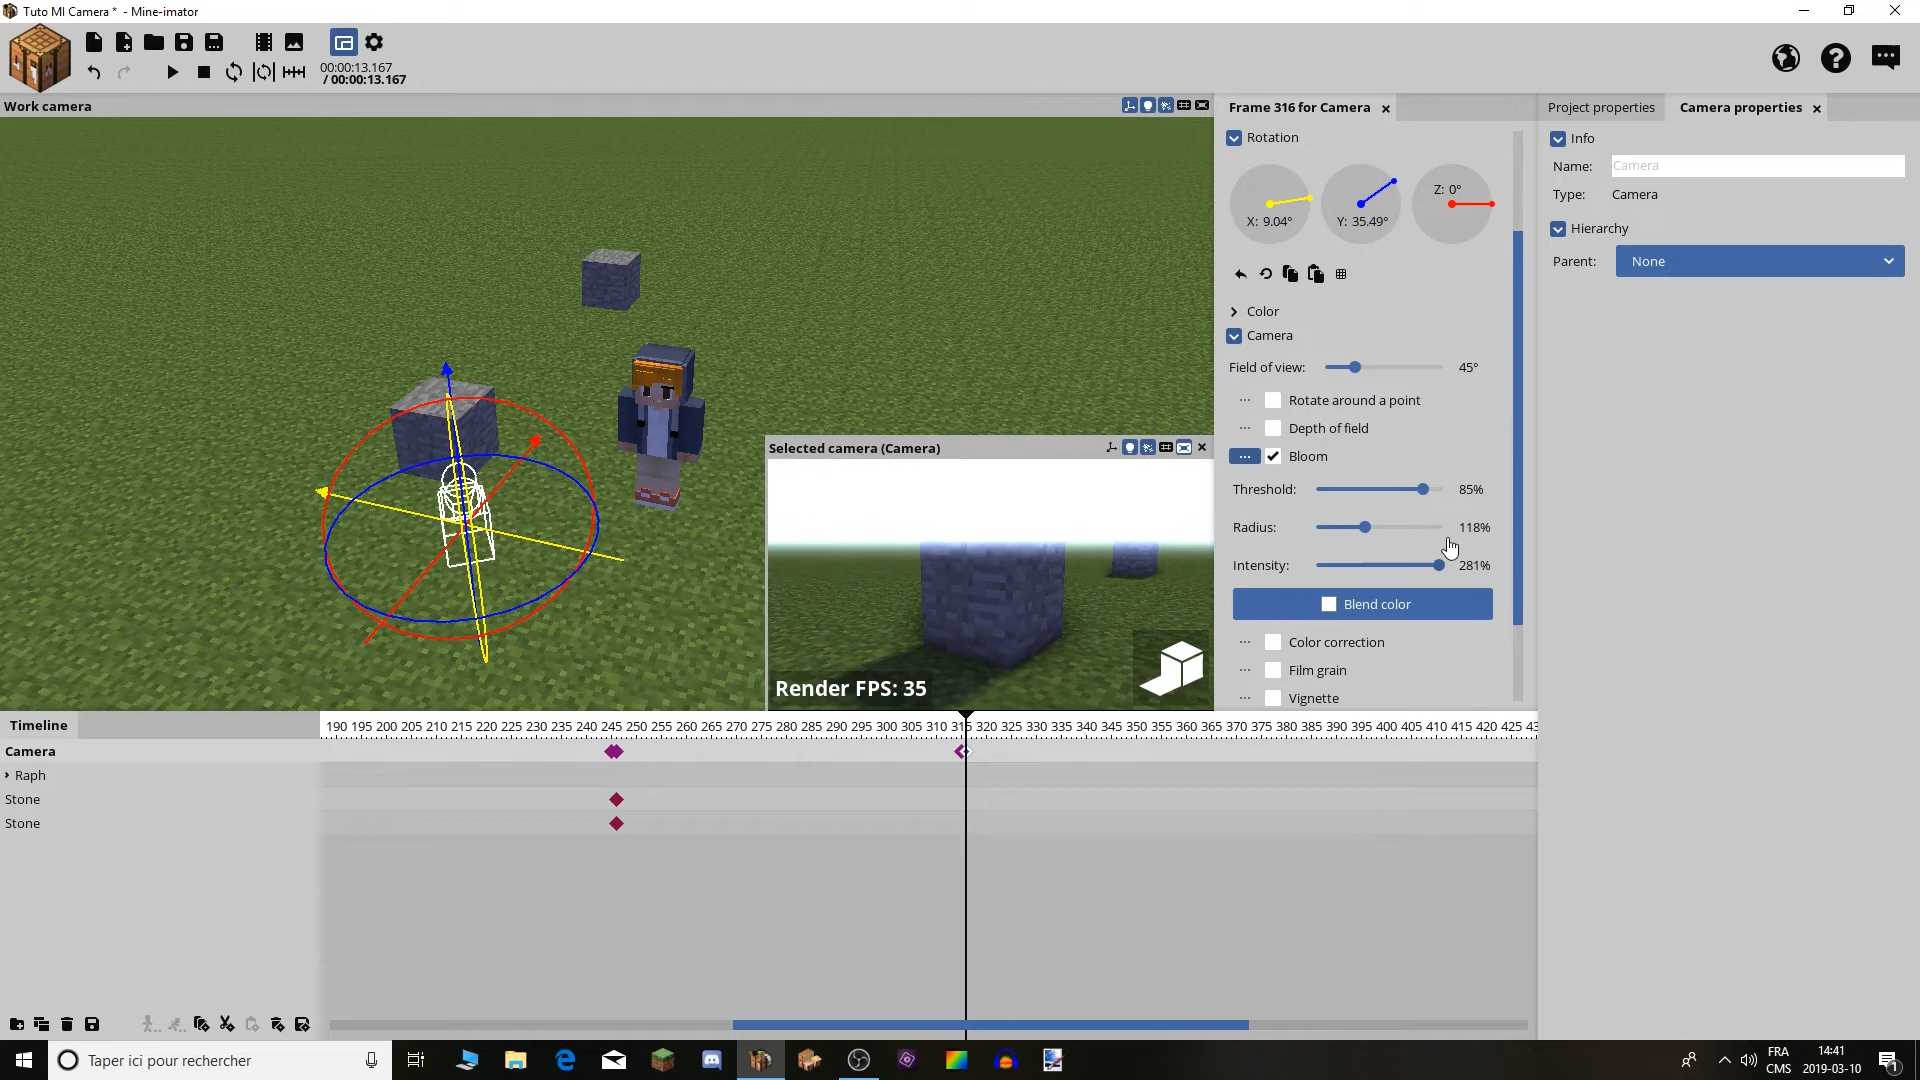 Tuto MI Camera * - Mine-imator
00:00:13.167
/ 00:00:13.167
Work camera
Frame 316 for Camera
Project properties
Camera properties
Rotation
X: 9.04°
Y: 35.49°
Z: 0°
Color
Camera
Field of view: 45°
Rotate around a point
Depth of field
Bloom
Threshold: 85%
Radius: 118%
Intensity: 281%
Blend color
Color correction
Film grain
Vignette
Info
Name: Camera
Type: Camera
Hierarchy
Parent: None
Selected camera (Camera)
Render FPS: 35
Timeline
190 195 200 205 210 215 220 225 230 235 240 245 250 255 260 265 270 275 280 285 290 295 300 305 310 315 320 325 330 335 340 345 350 355 360 365 370 375 380 385 390 395 400 405 410 415 420 425 43
Camera
Raph
Stone
Stone
Taper ici pour rechercher
FRA
CMS
14:41
2019-03-10
1